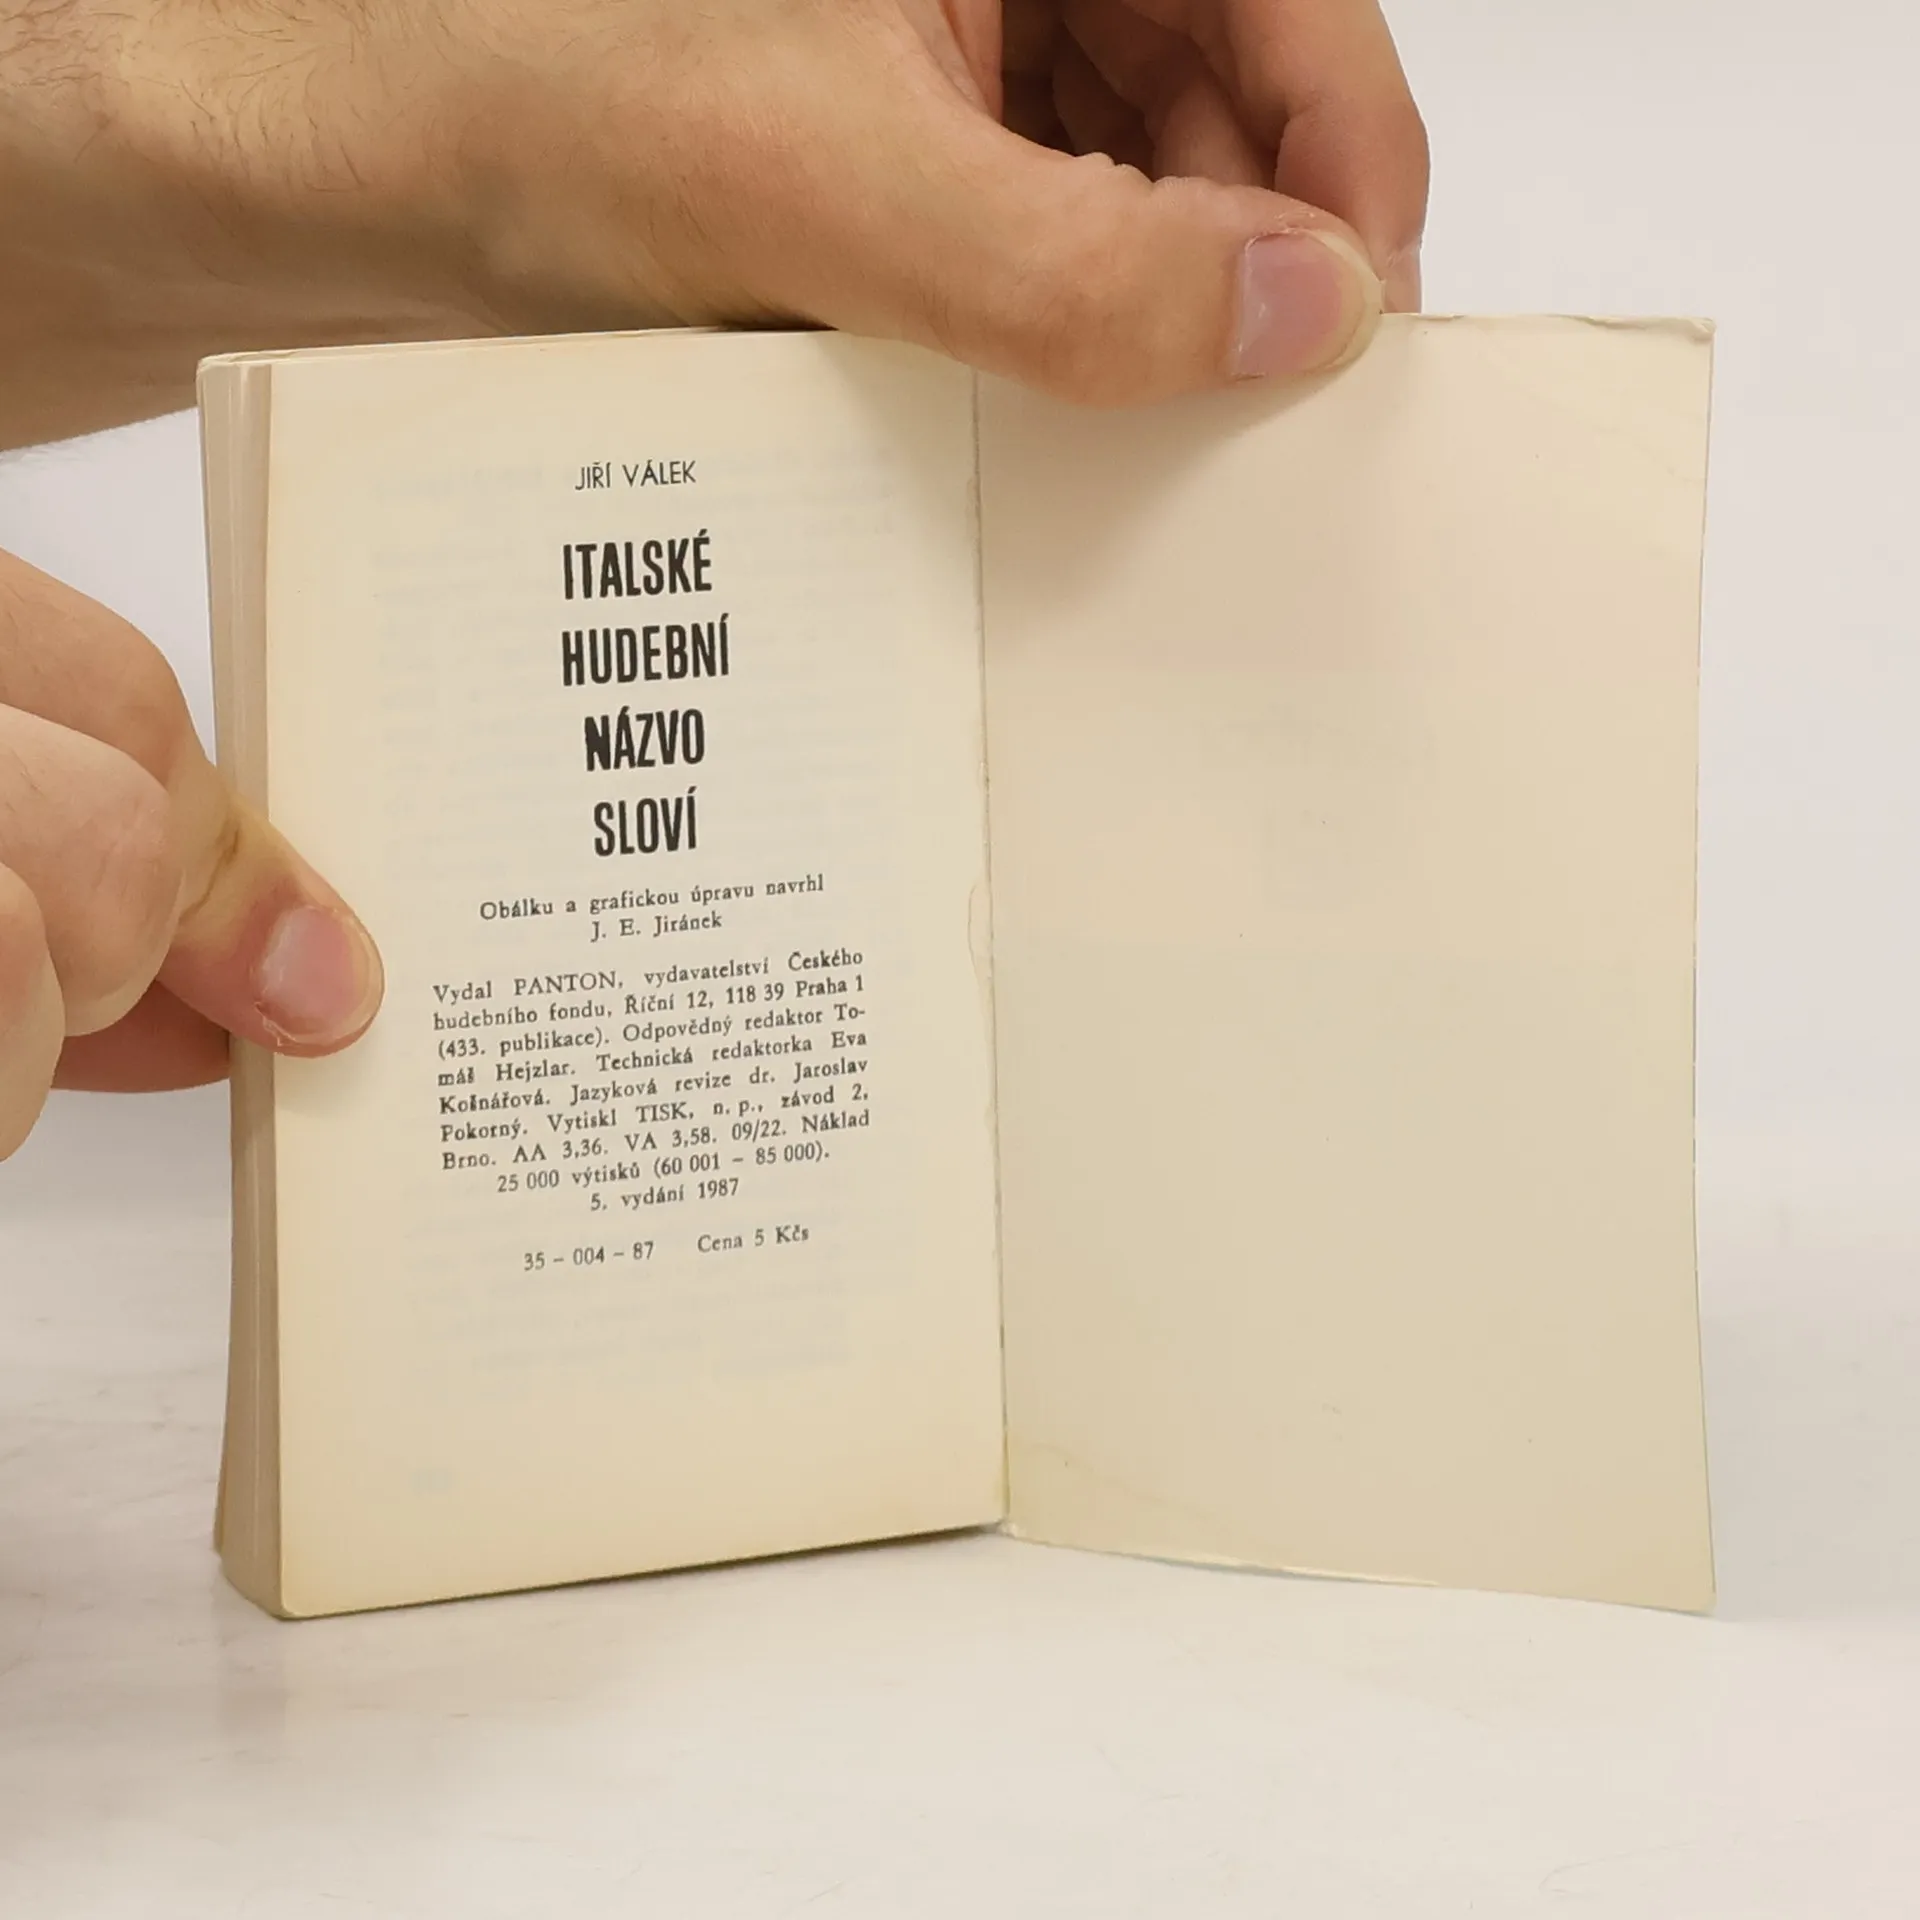 JIŘÍ VÁLEK
ITALSKÉ
HUDEBNÍ
NÁZVO
SLOVÍ
Obálku a grafickou úpravu navrhl
J. E. Jiránek
Vydal PANTON, vydavatelství Českého
hudebního fondu, Říční 12, 118 39 Praha 1
(433. publikace). Odpovědný redaktor To-
máš Hejzlar. Technická redaktorka Eva
Košnářová. Jazyková revize dr. Jaroslav
Pokorný. Vytiskl TISK, n. p., závod 2,
Brno. AA 3,36. VA 3,58. 09/22. Náklad
25 000 výtisků (60 001 – 85 000).
5. vydání 1987
35 – 004 – 87 Cena 5 Kčs